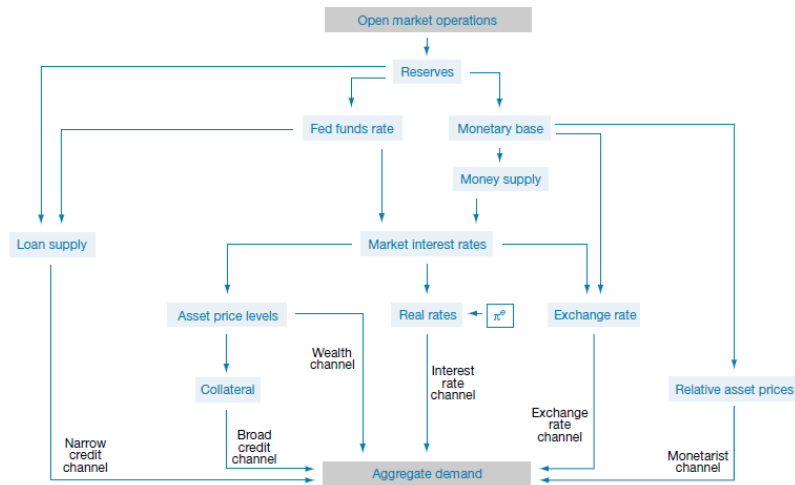 Open market operations
Reserves
Fed funds rate
Monetary base
Money supply
Loan supply
Market interest rates
Asset price levels
Real rates
πᵉ
Exchange rate
Wealth
channel
Interest
rate
channel
Collateral
Relative asset prices
Exchange
rate
channel
Narrow
credit
channel
Broad
credit
channel
Monetarist
channel
Aggregate demand